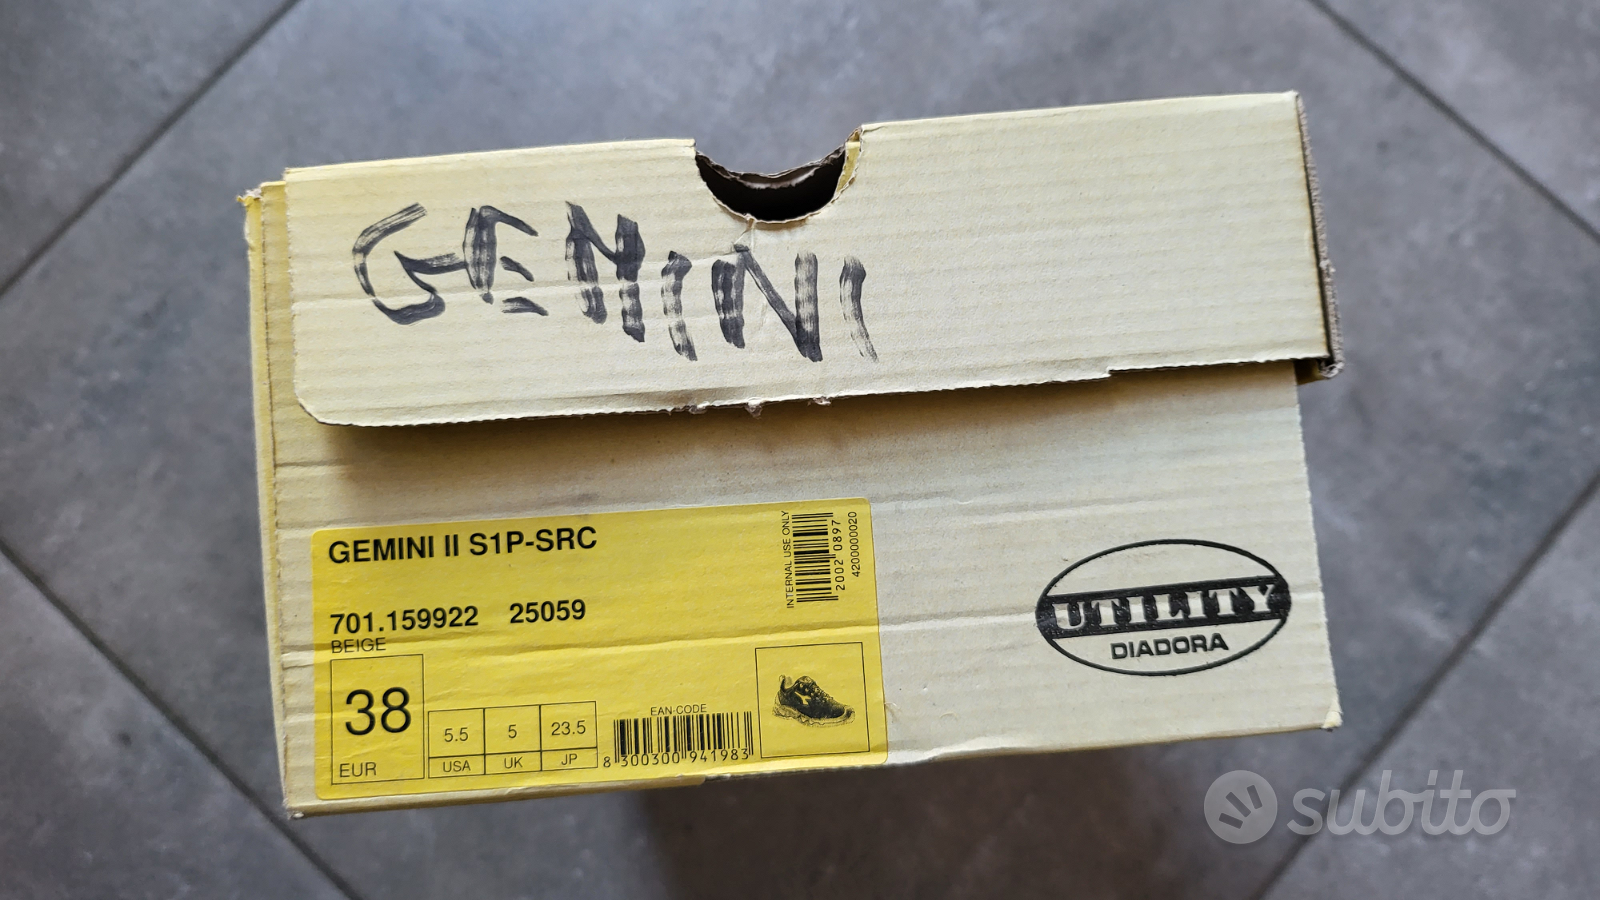 GEMINI
GEMINI II S1P-SRC
701.159922 25059
BEIGE
38
EUR
5.5 5 23.5
USA UK JP
EAN-CODE
8 300300 941983
INTERNAL USE ONLY
2002 0897
4200000020
UTILITY
DIADORA
subito